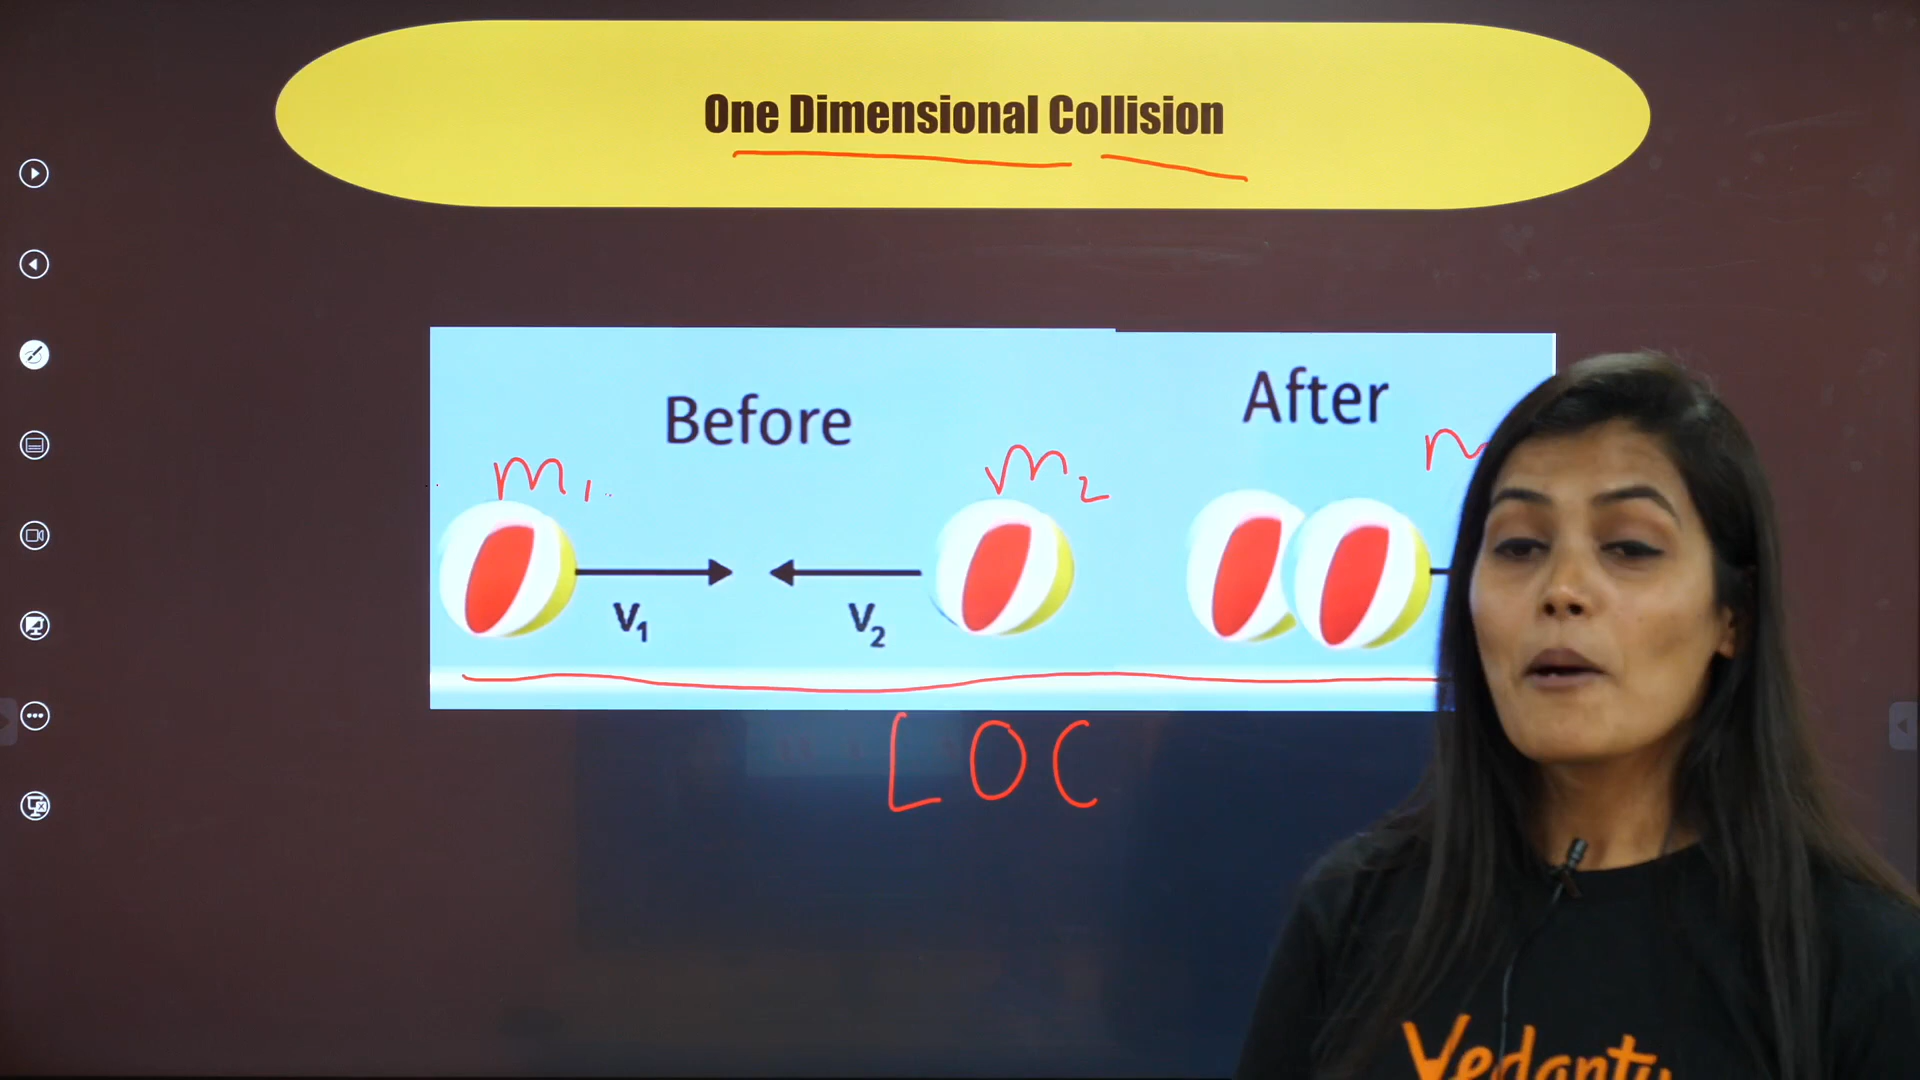 One Dimensional Collision
Before
After
m₁
m₂
V₁
V₂
LOC
Vedantu